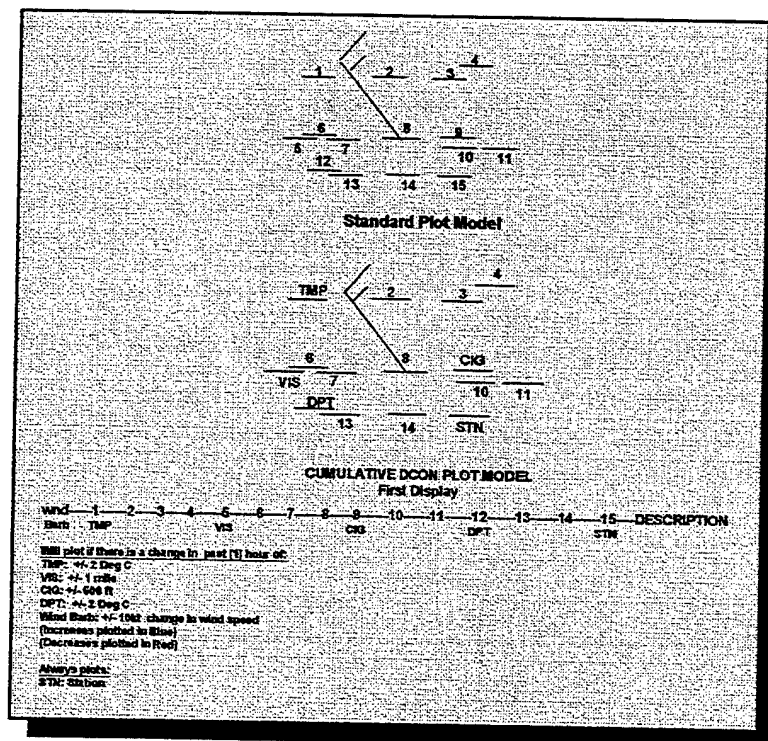 4
1 2 3
6 8 9
5 7 10 11
12
13 14 15
Standard Plot Model
4
TMP 2 3
6 8 CIG
VIS 7 10 11
DPT
13 14 STN
CUMULATIVE DCON PLOT MODEL
First Display
wnd—1—2—3—4—5—6—7—8—9—10—11—12—13—14—15—DESCRIPTION
Barb - TMP VIS CIG DPT STN
Will plot if there is a change in past [1] hour of:
TMP: +/- 2 Deg C
VIS: +/- 1 mile
CIG: +/- 500 ft
DPT: +/- 2 Deg C
Wind Barb: +/- 10kt change in wind speed
(Increases plotted in Blue)
(Decreases plotted in Red)
Always plots:
STN: Station